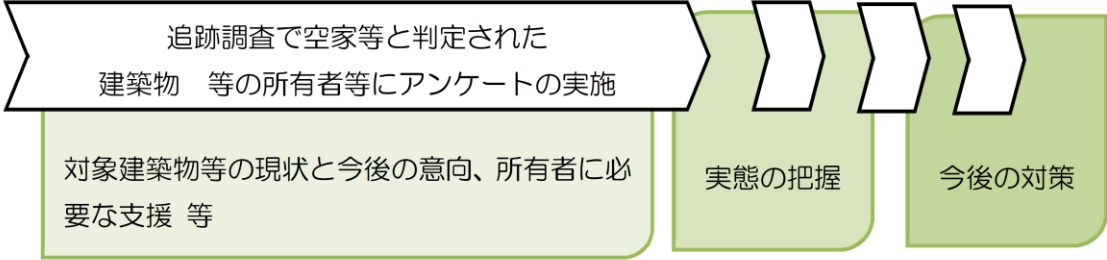 追跡調査で空家等と判定された
建築物　等の所有者等にアンケートの実施
対象建築物等の現状と今後の意向、所有者に必
要な支援 等
実態の把握
今後の対策